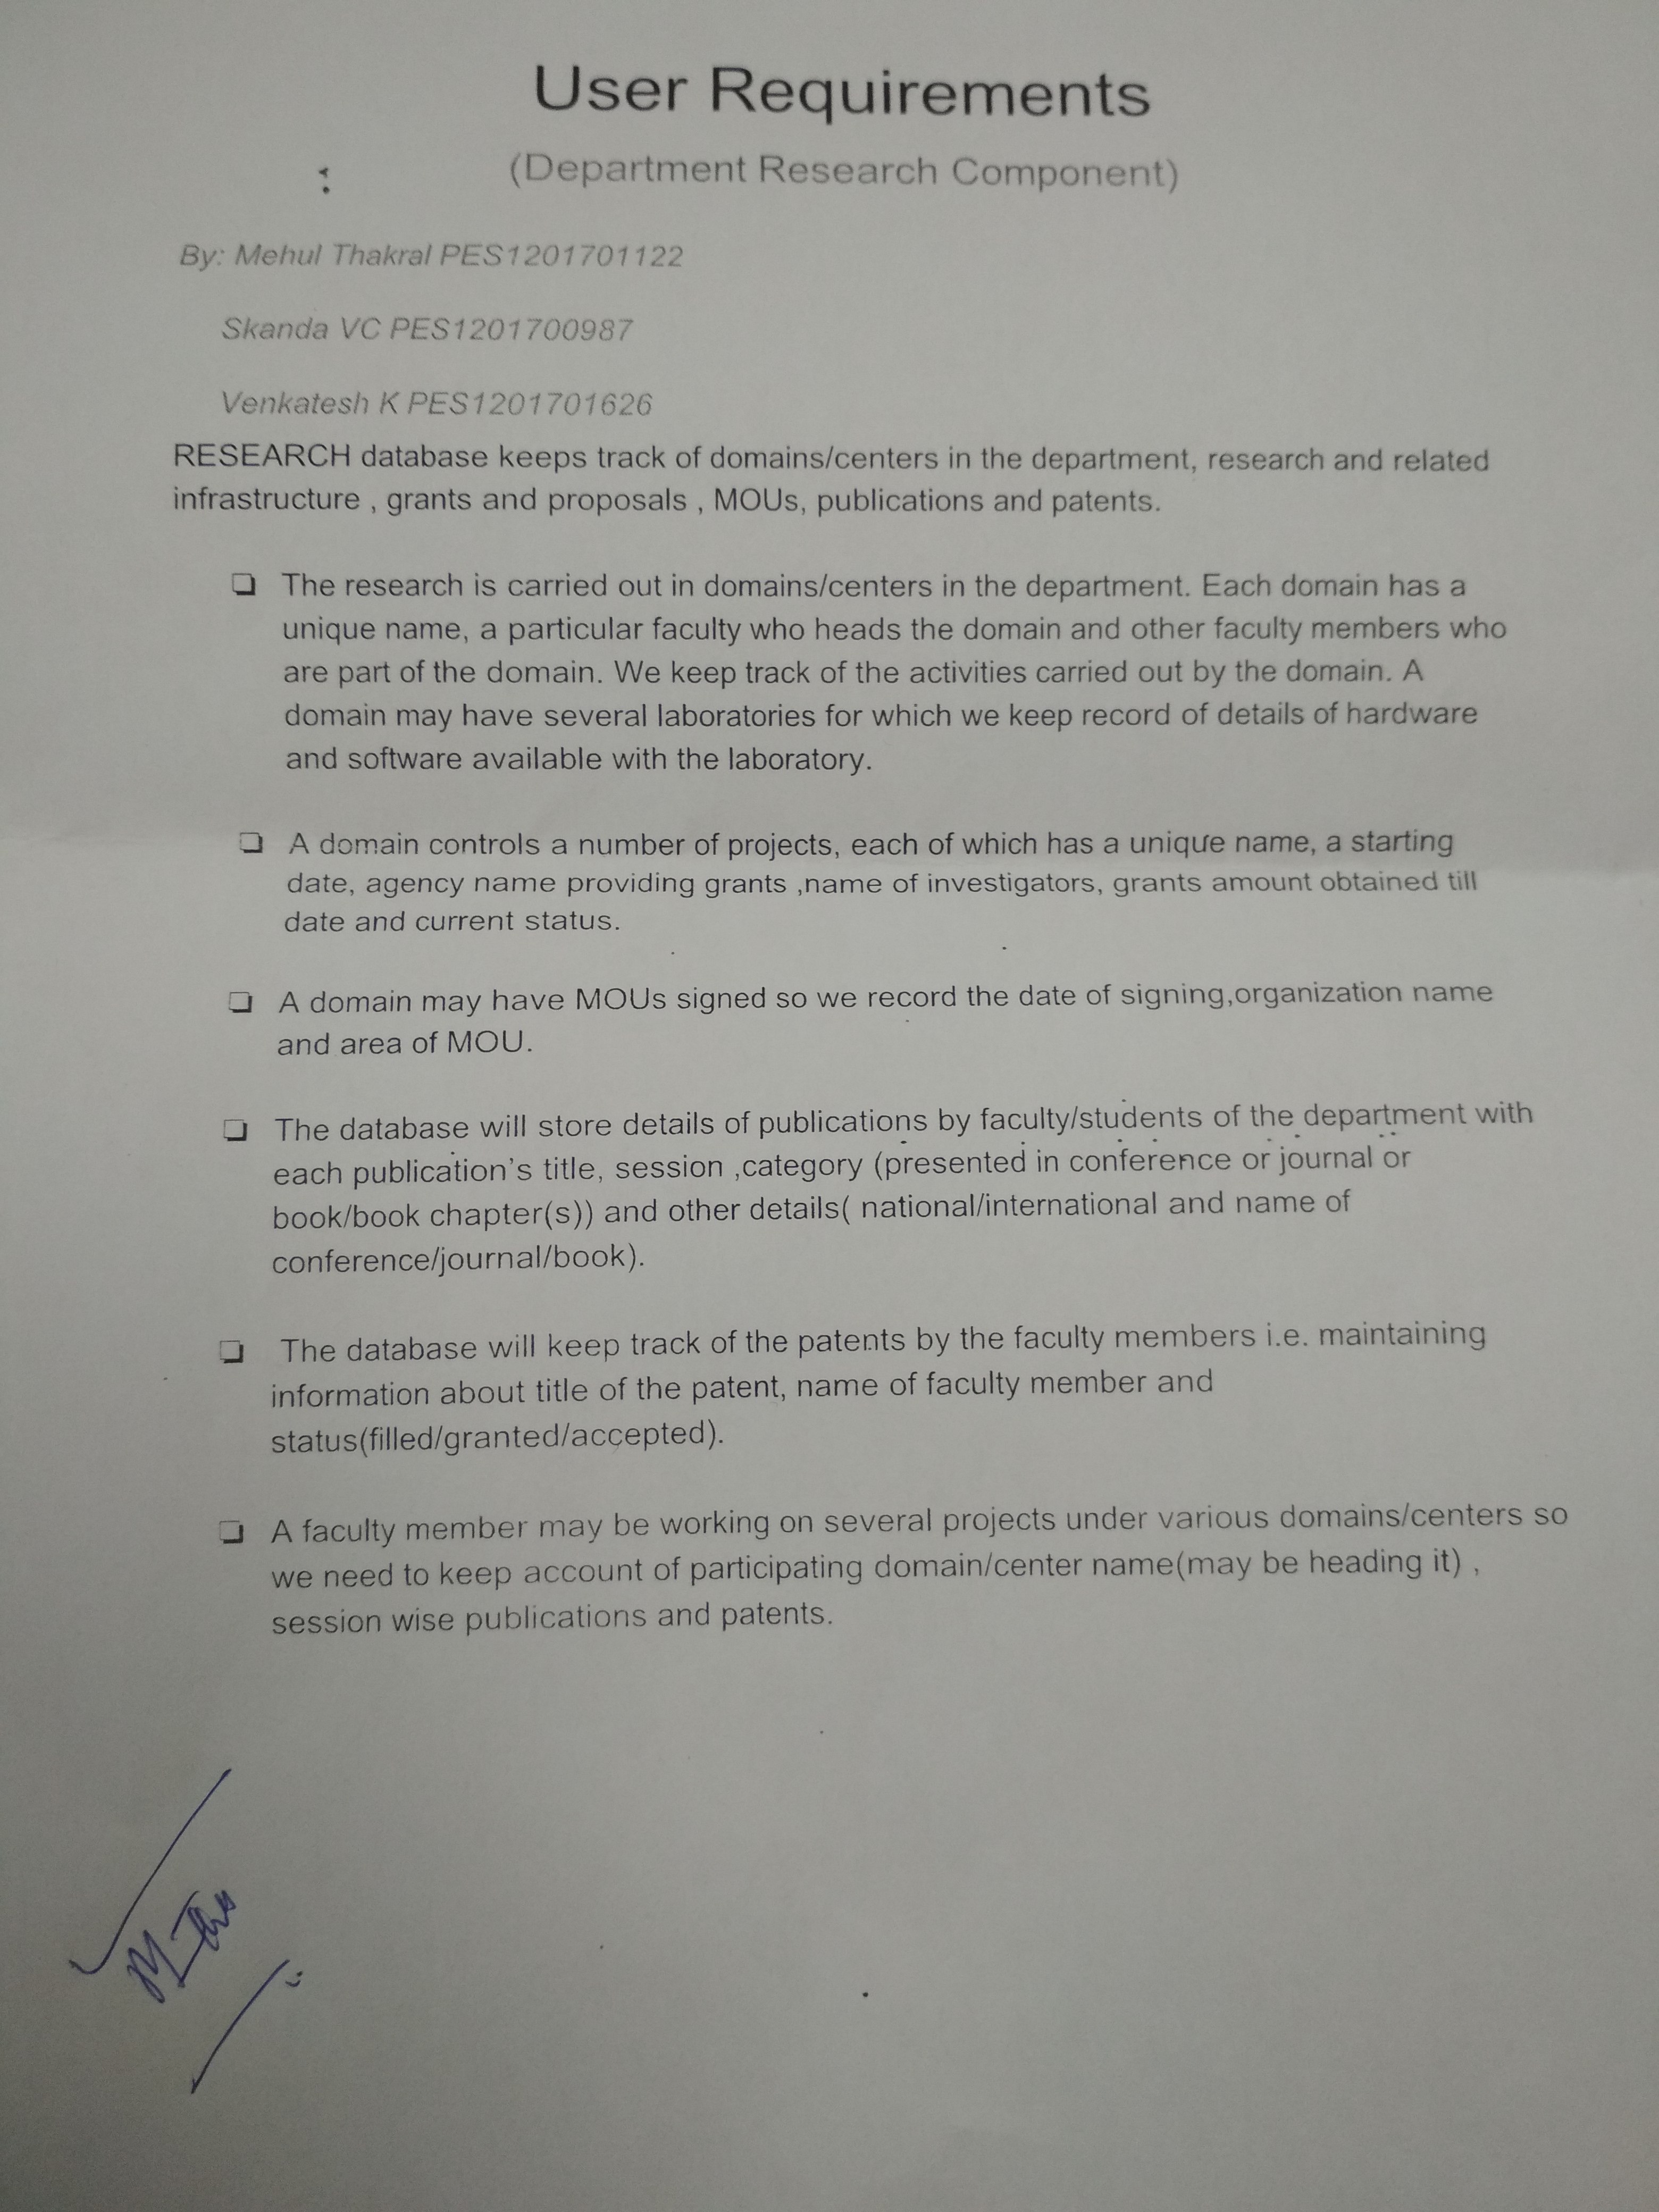 User Requirements
(Department Research Component)
By: Mehul Thakral PES1201701122
Skanda VC PES1201700987
Venkatesh K PES1201701626
RESEARCH database keeps track of domains/centers in the department, research and related
infrastructure , grants and proposals , MOUs, publications and patents.
❏ The research is carried out in domains/centers in the department. Each domain has a
unique name, a particular faculty who heads the domain and other faculty members who
are part of the domain. We keep track of the activities carried out by the domain. A
domain may have several laboratories for which we keep record of details of hardware
and software available with the laboratory.
❏ A domain controls a number of projects, each of which has a unique name, a starting
date, agency name providing grants ,name of investigators, grants amount obtained till
date and current status.
❏ A domain may have MOUs signed so we record the date of signing,organization name
and area of MOU.
❏ The database will store details of publications by faculty/students of the department with
each publication's title, session ,category (presented in conference or journal or
book/book chapter(s)) and other details( national/international and name of
conference/journal/book).
❏ The database will keep track of the patents by the faculty members i.e. maintaining
information about title of the patent, name of faculty member and
status(filled/granted/accepted).
❏ A faculty member may be working on several projects under various domains/centers so
we need to keep account of participating domain/center name(may be heading it) ,
session wise publications and patents.